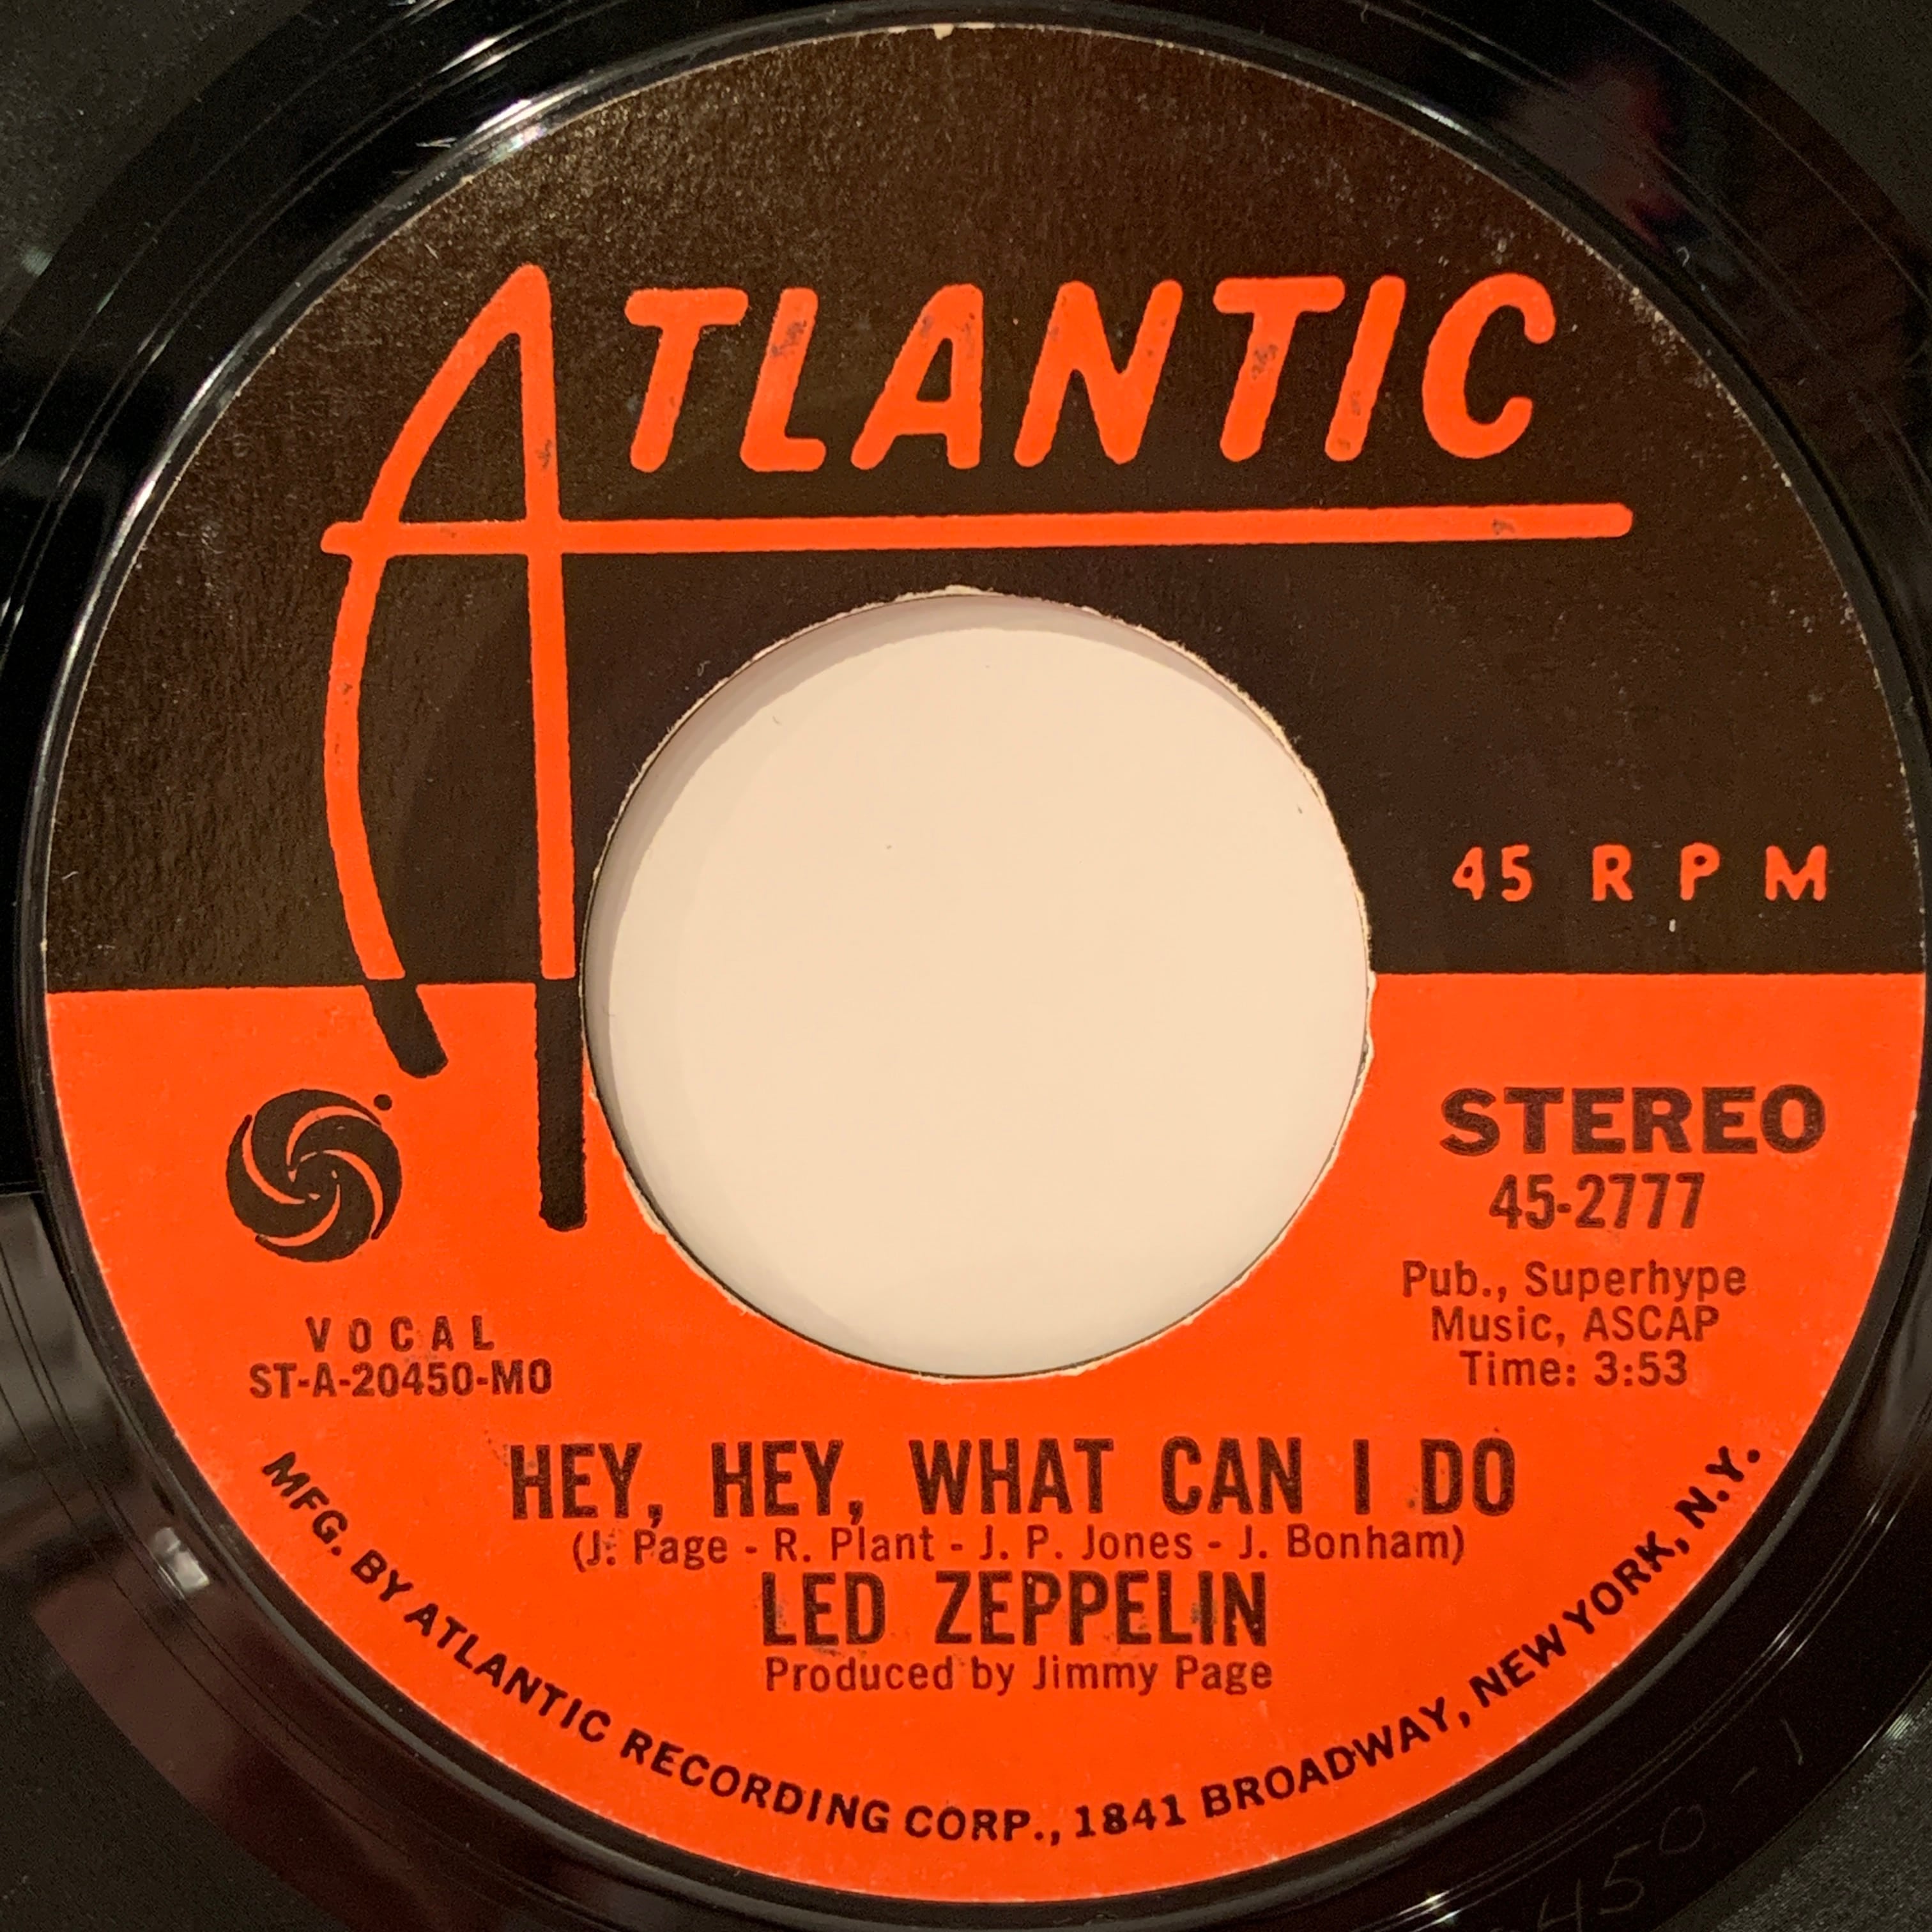 ATLANTIC
45 RPM
STEREO
45-2777
Pub., Superhype
Music, ASCAP
Time: 3:53
VOCAL
ST-A-20450-MO
HEY, HEY, WHAT CAN I DO
(J. Page - R. Plant - J. P. Jones - J. Bonham)
LED ZEPPELIN
Produced by Jimmy Page
MFG. BY ATLANTIC RECORDING CORP., 1841 BROADWAY, NEW YORK, N.Y.
450-1